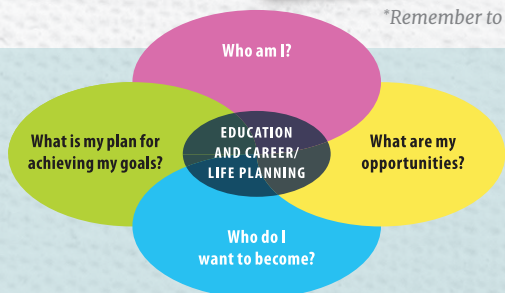 *Remember to
Who am I?
What is my plan for
achieving my goals?
EDUCATION
AND CAREER/
LIFE PLANNING
What are my
opportunities?
Who do I
want to become?